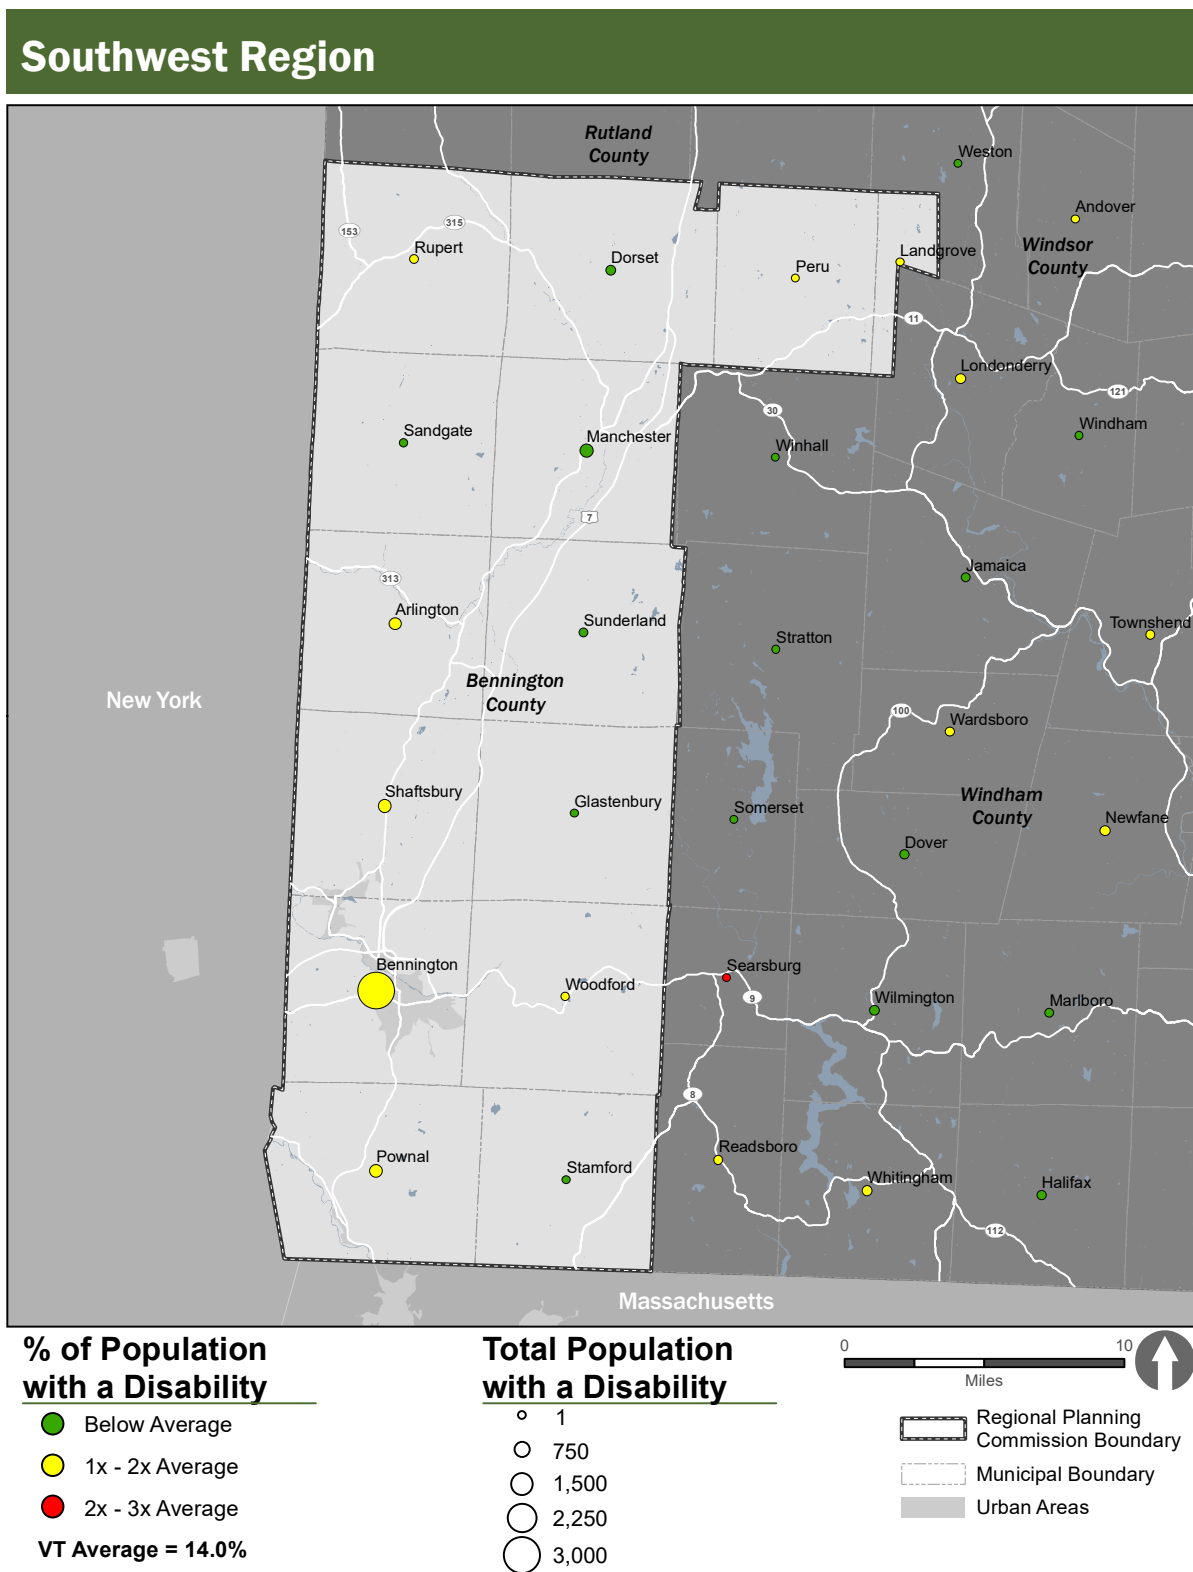 Southwest Region
Rutland
County
Weston
Andover
153
315
Rupert
Dorset
Peru
Landgrove
Windsor
County
11
Londonderry
121
30
Sandgate
Manchester
Winhall
Windham
7
313
Jamaica
Arlington
Sunderland
Stratton
Townshend
New York
Bennington
County
100
Wardsboro
Shaftsbury
Glastenbury
Somerset
Windham
County
Newfane
Dover
Bennington
Woodford
Searsburg
9
Wilmington
Marlboro
8
Pownal
Stamford
Readsboro
Whitingham
Halifax
112
Massachusetts
% of Population
with a Disability
Below Average
1x - 2x Average
2x - 3x Average
VT Average = 14.0%
Total Population
with a Disability
1
750
1,500
2,250
3,000
0 10
Miles
Regional Planning
Commission Boundary
Municipal Boundary
Urban Areas